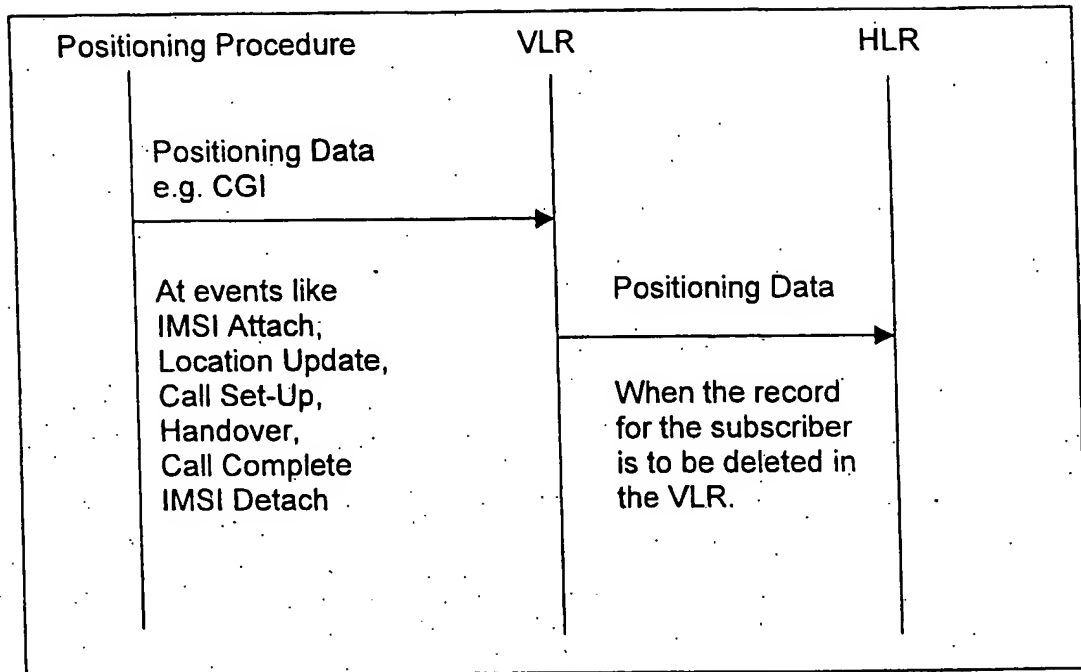 Positioning Procedure
VLR
HLR
Positioning Data
e.g. CGI
At events like
IMSI Attach,
Location Update,
Call Set-Up,
Handover,
Call Complete
IMSI Detach
Positioning Data
When the record
for the subscriber
is to be deleted in
the VLR.